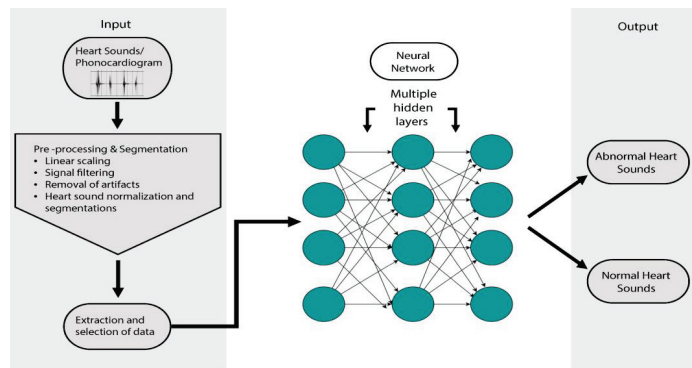 Input
Heart Sounds/
Phonocardiogram
Pre -processing & Segmentation
• Linear scaling
• Signal filtering
• Removal of artifacts
• Heart sound normalization and
segmentations
Extraction and
selection of data
Neural
Network
Multiple
hidden
layers
Output
Abnormal Heart
Sounds
Normal Heart
Sounds